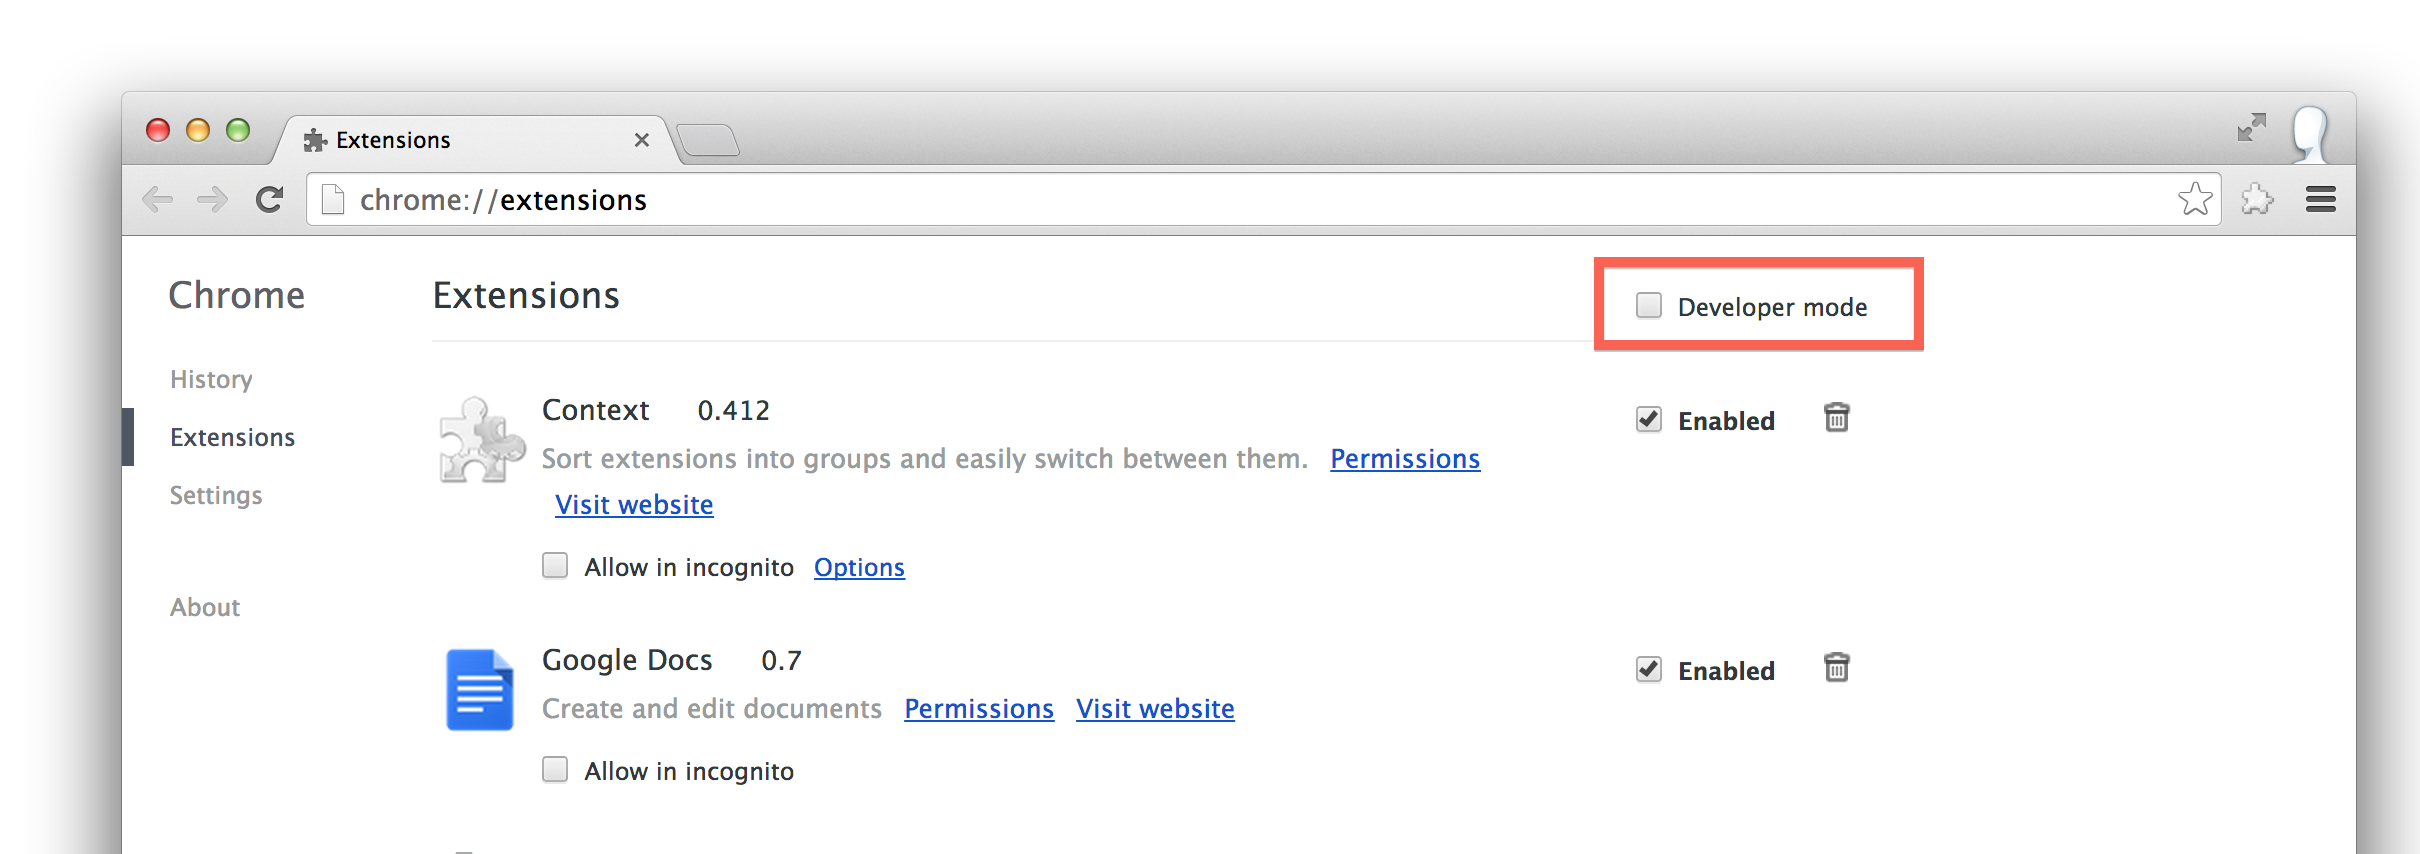 Extensions
chrome://extensions
Chrome
Extensions
Developer mode
History
Extensions
Settings
About
Context 0.412
Enabled
Sort extensions into groups and easily switch between them. Permissions
Visit website
Allow in incognito Options
Google Docs 0.7
Enabled
Create and edit documents Permissions Visit website
Allow in incognito